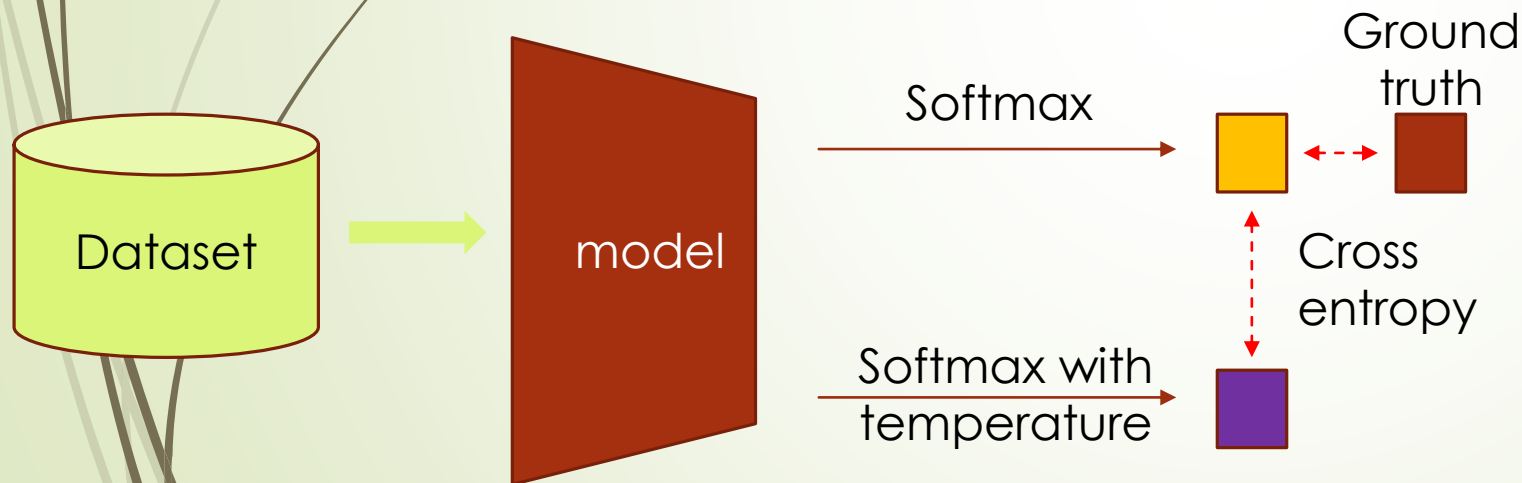 Dataset
model
Softmax
Softmax with
temperature
Ground
truth
Cross
entropy